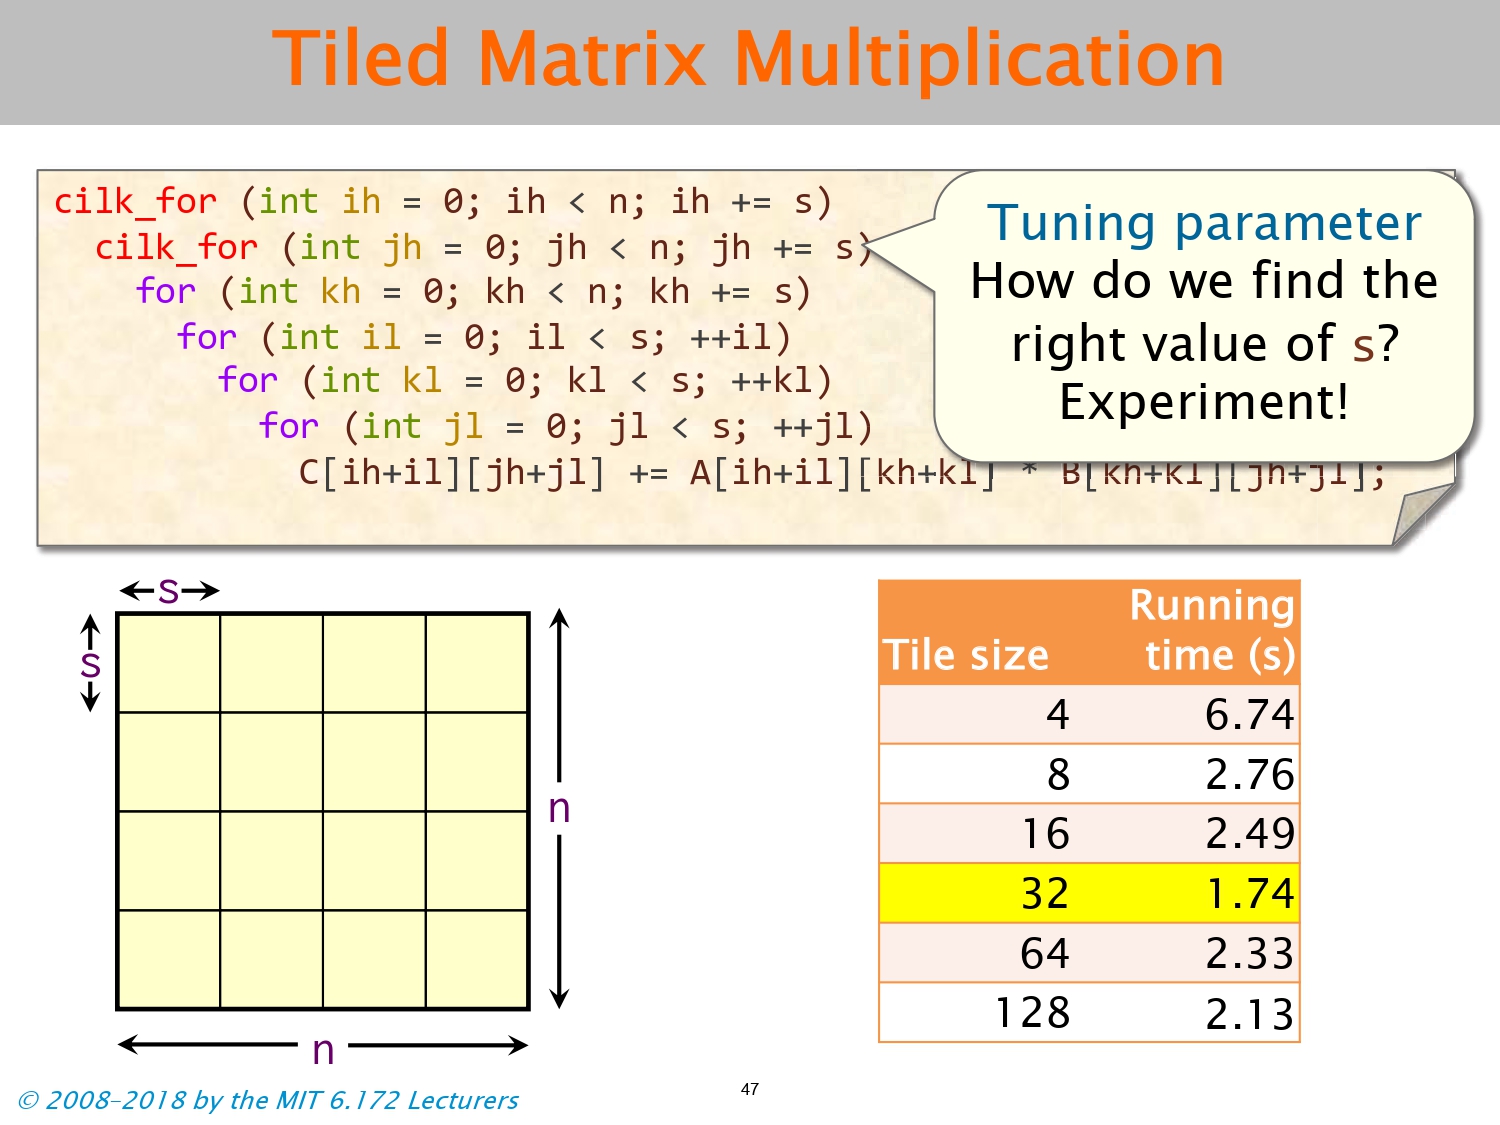 Tiled Matrix Multiplication
cilk_for (int ih = 0; ih < n; ih += s)
cilk_for (int jh = 0; jh < n; jh += s)
for (int kh = 0; kh < n; kh += s)
for (int il = 0; il < s; ++il)
for (int kl = 0; kl < s; ++kl)
for (int jl = 0; jl < s; ++jl)
C[ih+il][jh+jl] += A[ih+il][kh+kl] * B[kh+kl][jh+jl];
Tuning parameter
How do we find the
right value of s?
Experiment!
s
s
n
n
Running
Tile size time (s)
4 6.74
8 2.76
16 2.49
32 1.74
64 2.33
128 2.13
© 2008–2018 by the MIT 6.172 Lecturers
47